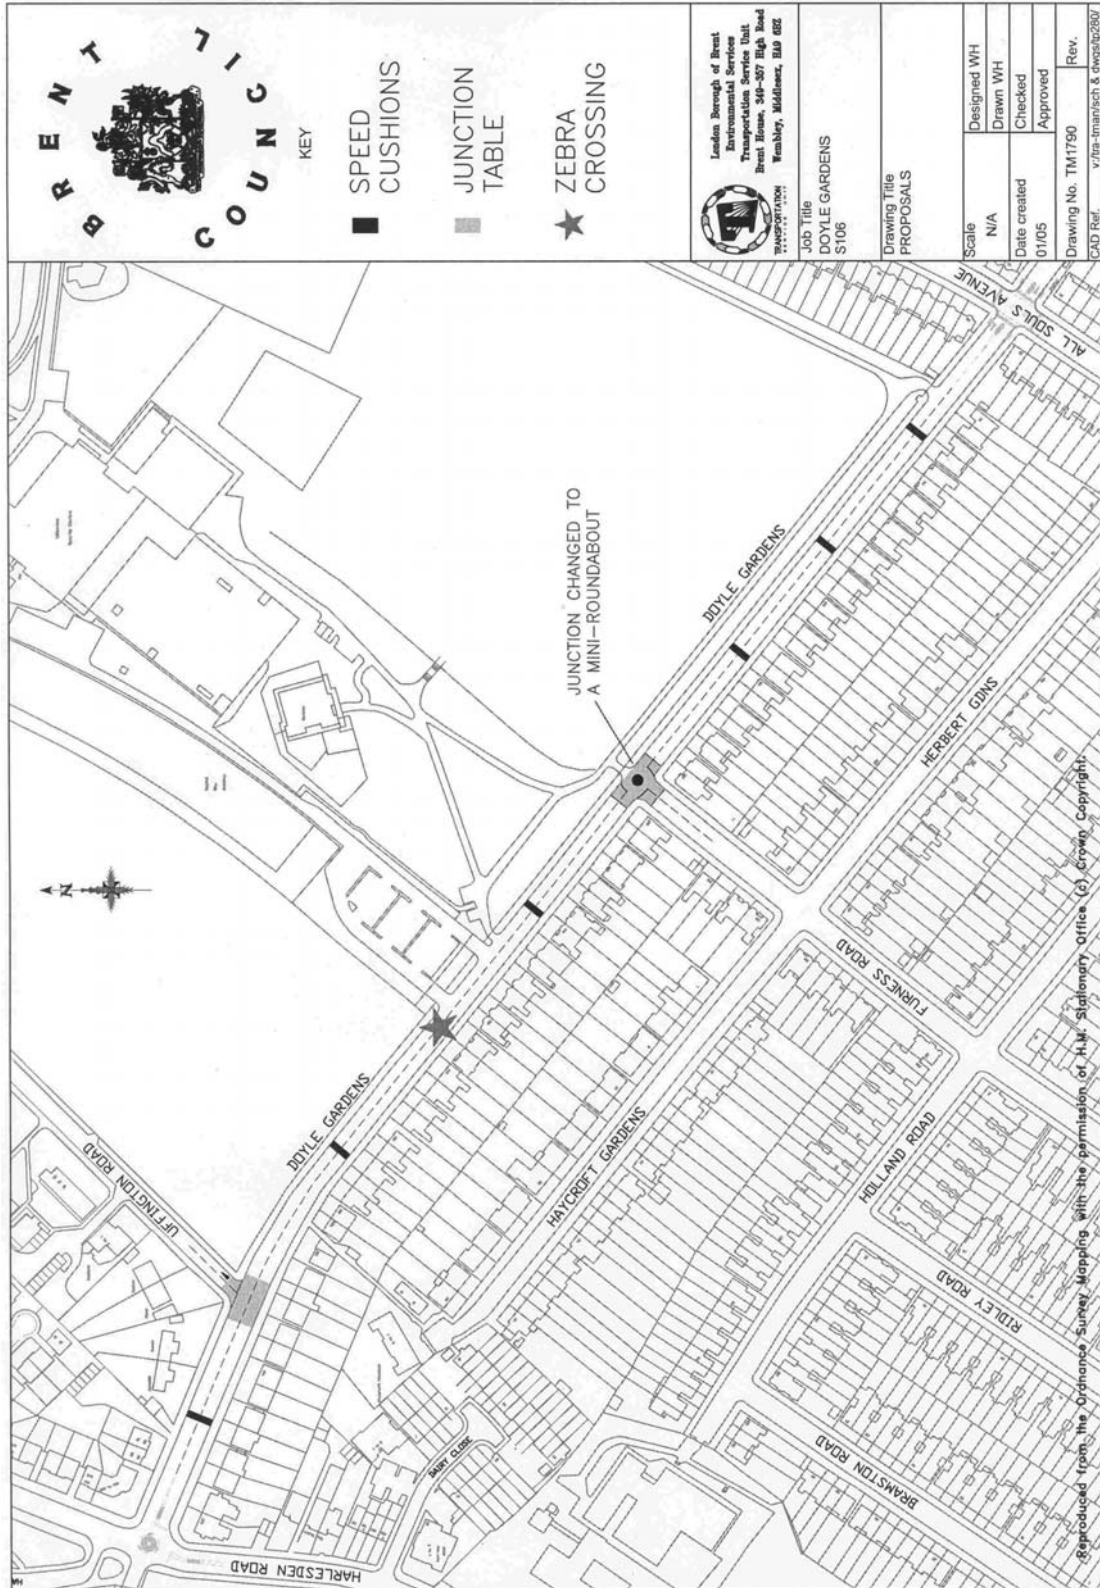 BRENT
COUNCIL
KEY
SPEED
CUSHIONS
JUNCTION
TABLE
ZEBRA
CROSSING
TRANSPORTATION
SERVICE UNIT
London Borough of Brent
Environmental Services
Transportation Service Unit
Brent House, 349-357 High Road
Wembley, Middlesex, HA9 6BZ
Job Title
DOYLE GARDENS
S106
Drawing Title
PROPOSALS
Scale
N/A
Designed WH
Drawn WH
Date created
01/05
Checked
Approved
Drawing No. TM1790
Rev.
CAD Ref.
N
UFFINGTON ROAD
DOYLE GARDENS
JUNCTION CHANGED TO
A MINI-ROUNDABOUT
DOYLE GARDENS
ALL SOULS AVENUE
HARLESDEN ROAD
DAIRY CLOSE
HAYCROFT GARDENS
HERBERT GDNS
FURNESS ROAD
HOLLAND ROAD
RIDLEY ROAD
BRAMSTON ROAD
Reproduced from the Ordnance Survey Mapping with the permission of H.M. Stationary Office (c) Crown Copyright.